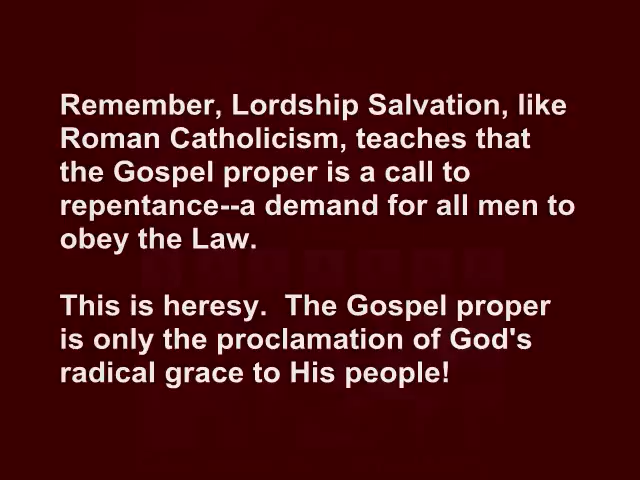 Remember, Lordship Salvation, like
Roman Catholicism, teaches that
the Gospel proper is a call to
repentance--a demand for all men to
obey the Law.
This is heresy.  The Gospel proper
is only the proclamation of God's
radical grace to His people!